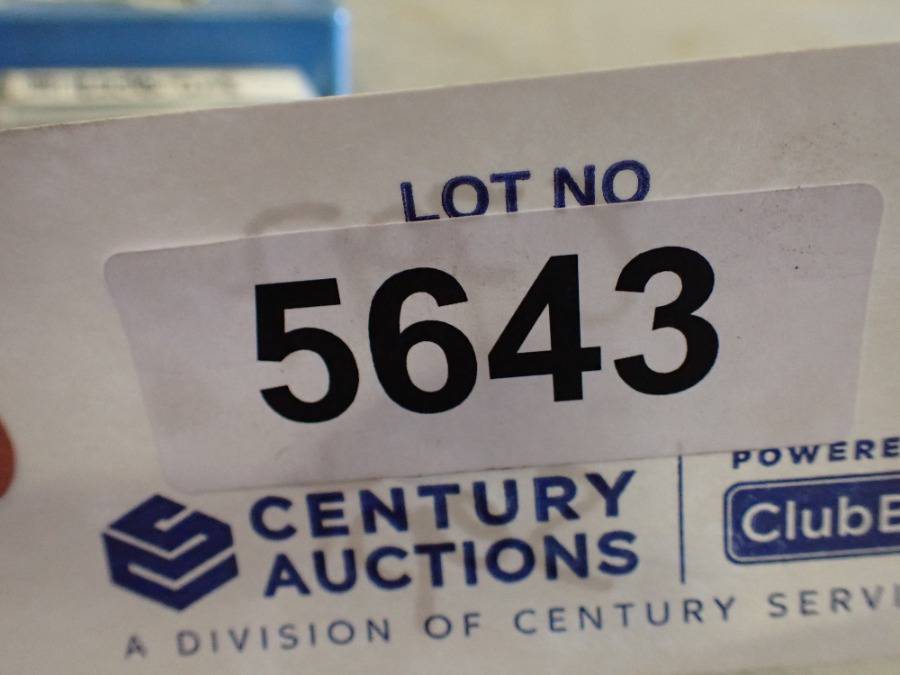 LOT NO
5643
CENTURY
AUCTIONS
POWERE
ClubE
A DIVISION OF CENTURY SERV